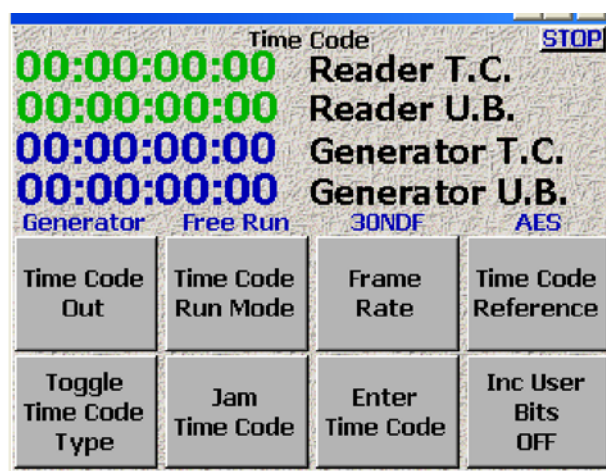 Time Code STOP
00:00:00:00 Reader T.C.
00:00:00:00 Reader U.B.
00:00:00:00 Generator T.C.
00:00:00:00 Generator U.B.
Generator Free Run 30NDF AES
Time Code
Out
Time Code
Run Mode
Frame
Rate
Time Code
Reference
Toggle
Time Code
Type
Jam
Time Code
Enter
Time Code
Inc User
Bits
OFF